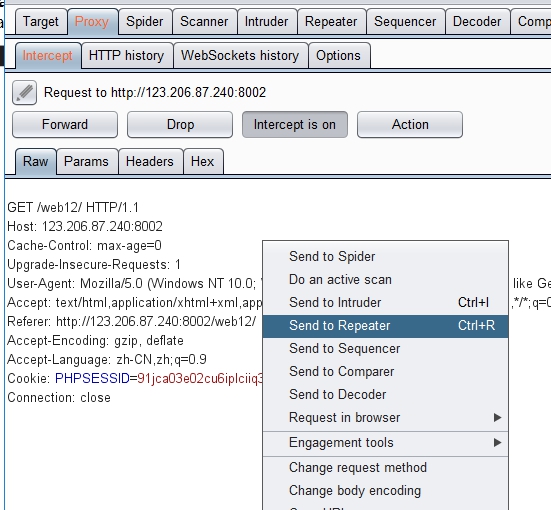 Target Proxy Spider Scanner Intruder Repeater Sequencer Decoder Comp
Intercept HTTP history WebSockets history Options
Request to http://123.206.87.240:8002
Forward Drop Intercept is on Action
Raw Params Headers Hex
GET /web12/ HTTP/1.1
Host: 123.206.87.240:8002
Cache-Control: max-age=0
Upgrade-Insecure-Requests: 1
User-Agent: Mozilla/5.0 (Windows NT 10.0; like Ge
Accept: text/html,application/xhtml+xml,app ,*/*;q=0
Referer: http://123.206.87.240:8002/web12/
Accept-Encoding: gzip, deflate
Accept-Language: zh-CN,zh;q=0.9
Cookie: PHPSESSID=91jca03e02cu6iplciiq3
Connection: close
Send to Spider
Do an active scan
Send to Intruder Ctrl+I
Send to Repeater Ctrl+R
Send to Sequencer
Send to Comparer
Send to Decoder
Request in browser
Engagement tools
Change request method
Change body encoding